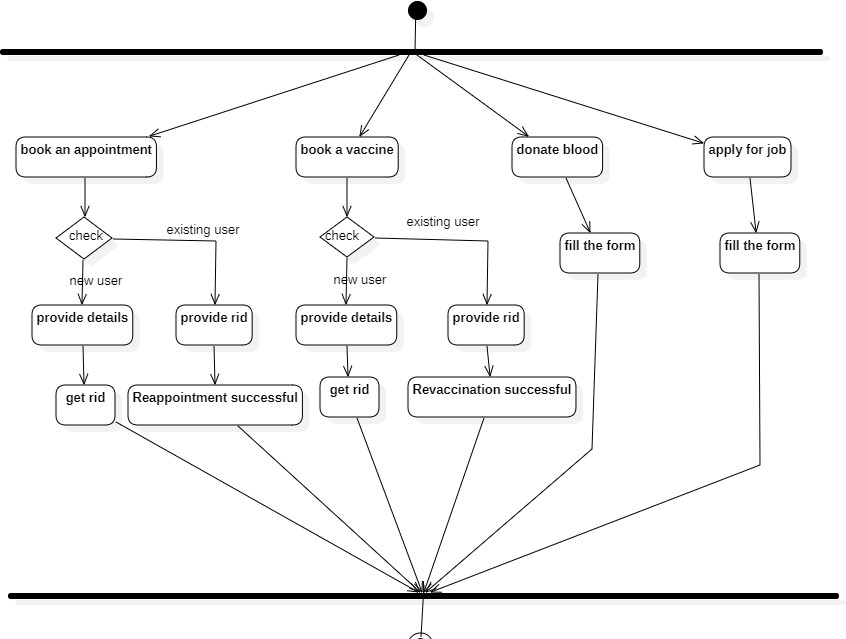 book an appointment
book a vaccine
donate blood
apply for job
check
existing user
check
existing user
fill the form
fill the form
new user
new user
provide details
provide rid
provide details
provide rid
get rid
Reappointment successful
get rid
Revaccination successful